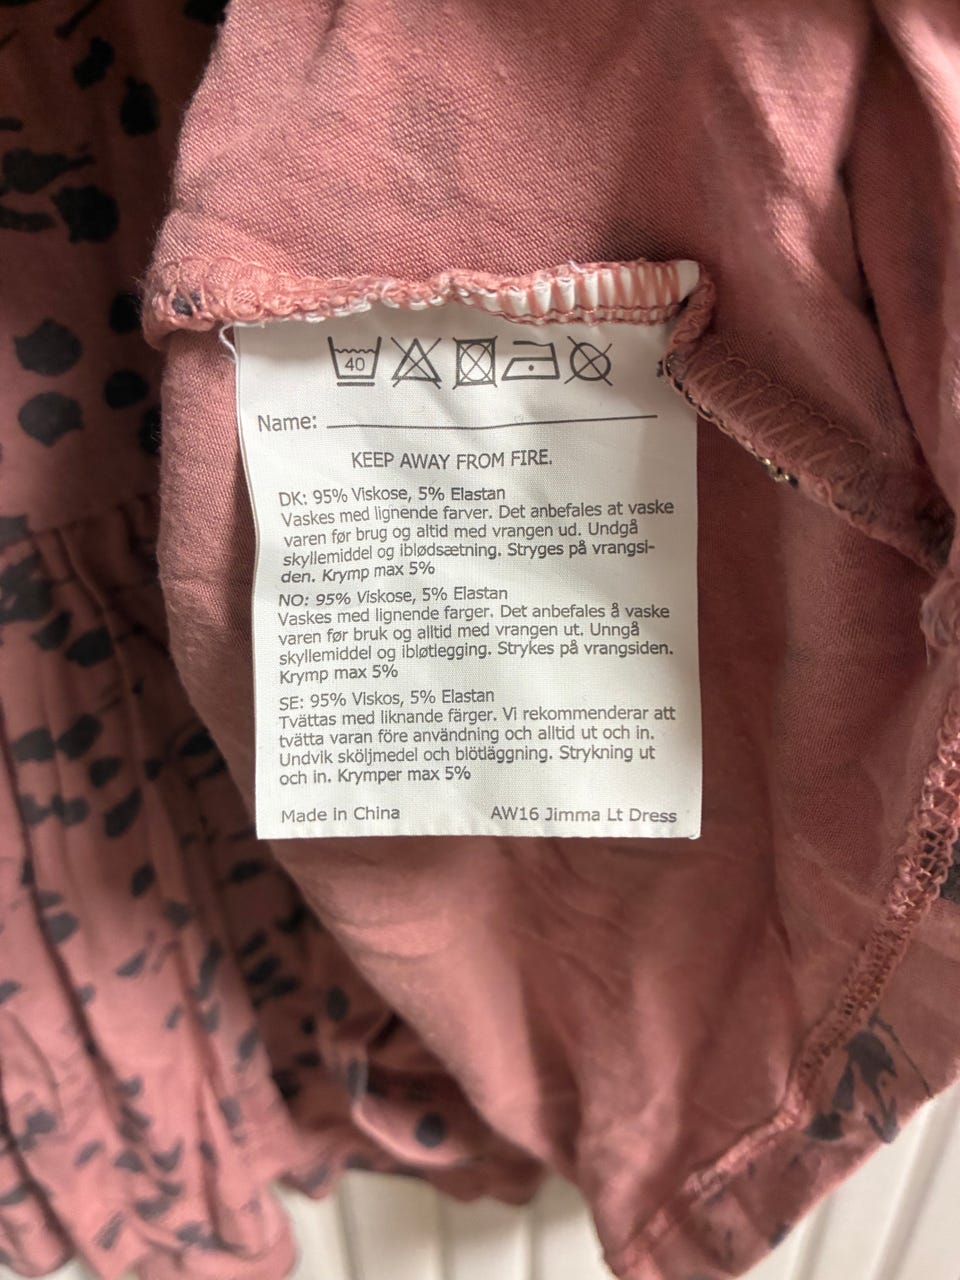 40
Name:
KEEP AWAY FROM FIRE.
DK: 95% Viskose, 5% Elastan
Vaskes med lignende farver. Det anbefales at vaske
varen før brug og altid med vrangen ud. Undgå
skyllemiddel og iblødsætning. Stryges på vrangsi-
den. Krymp max 5%
NO: 95% Viskose, 5% Elastan
Vaskes med lignende farger. Det anbefales å vaske
varen før bruk og alltid med vrangen ut. Unngå
skyllemiddel og ibløtlegging. Strykes på vrangsiden.
Krymp max 5%
SE: 95% Viskos, 5% Elastan
Tvättas med liknande färger. Vi rekommenderar att
tvätta varan före användning och alltid ut och in.
Undvik sköljmedel och blötläggning. Strykning ut
och in. Krymper max 5%
Made in China AW16 Jimma Lt Dress